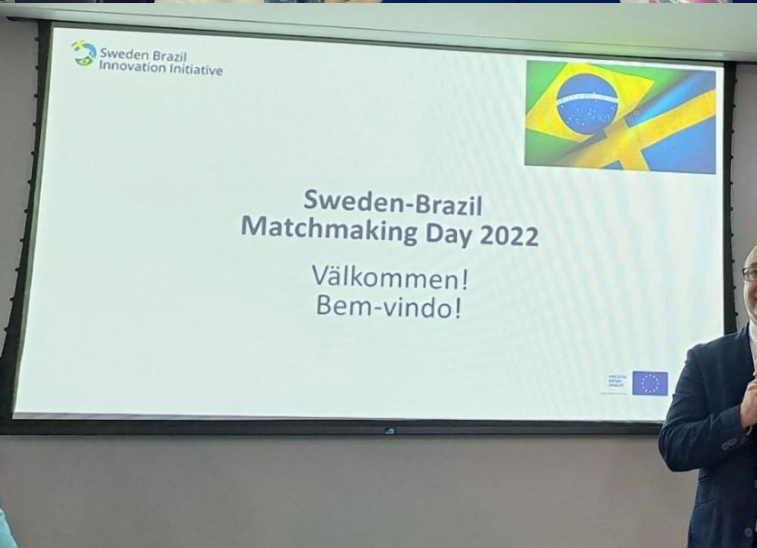 Sweden Brazil
Innovation Initiative
Sweden-Brazil
Matchmaking Day 2022
Välkommen!
Bem-vindo!